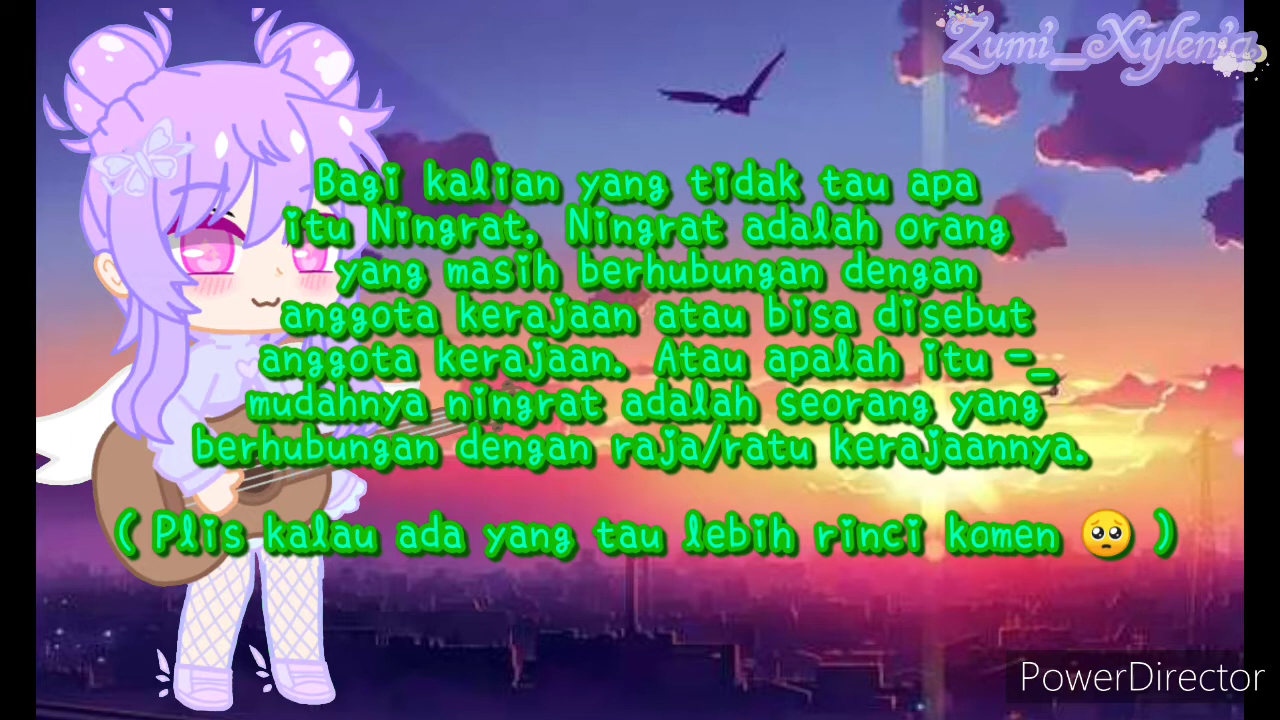 Zumi_Xylenia
Bagi kalian yang tidak tau apa
itu Ningrat, Ningrat adalah orang
yang masih berhubungan dengan
anggota kerajaan atau bisa disebut
anggota kerajaan. Atau apalah itu -_
mudahnya ningrat adalah seorang yang
berhubungan dengan raja/ratu kerajaannya.
( Plis kalau ada yang tau lebih rinci komen 🥺 )
PowerDirector